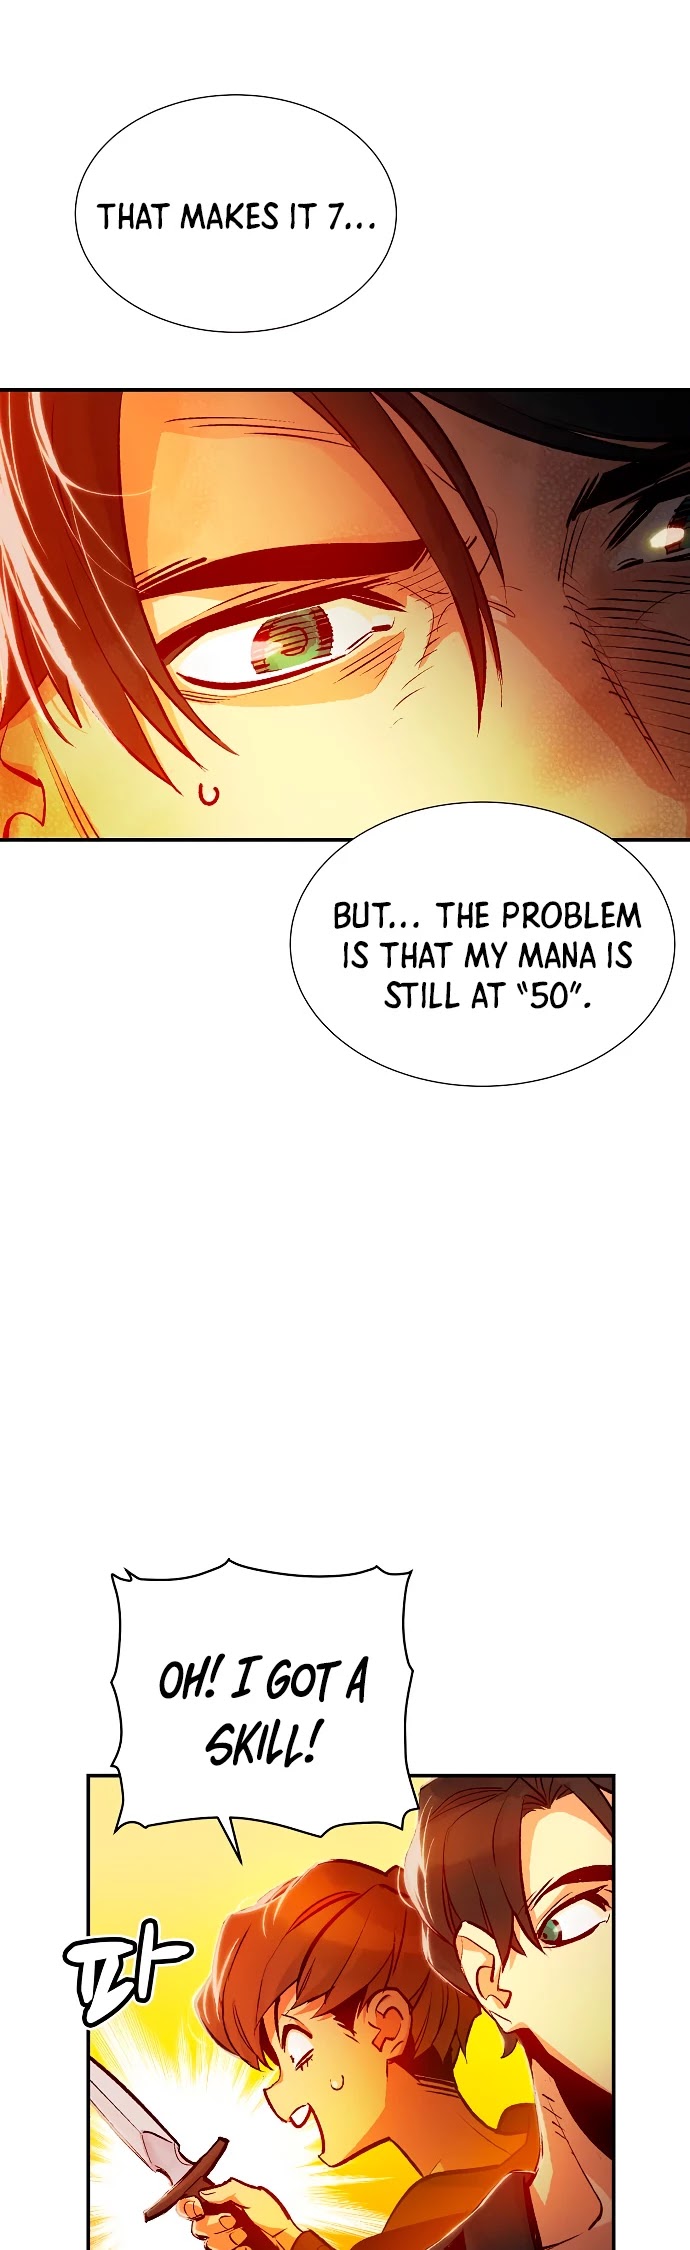 THAT MAKES IT 7...
BUT... THE PROBLEM
IS THAT MY MANA IS
STILL AT "50".
OH! I GOT A
SKILL!
파